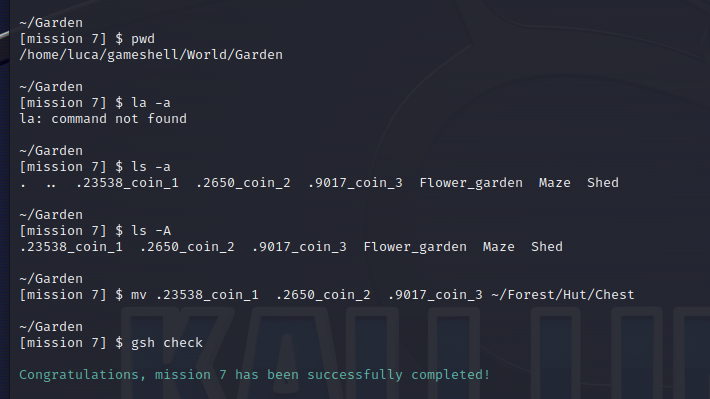 ~/Garden
[mission 7] $ pwd
/home/luca/gameshell/World/Garden
~/Garden
[mission 7] $ la -a
la: command not found
~/Garden
[mission 7] $ ls -a
.  ..  .23538_coin_1  .2650_coin_2  .9017_coin_3  Flower_garden  Maze  Shed
~/Garden
[mission 7] $ ls -A
.23538_coin_1  .2650_coin_2  .9017_coin_3  Flower_garden  Maze  Shed
~/Garden
[mission 7] $ mv .23538_coin_1  .2650_coin_2  .9017_coin_3 ~/Forest/Hut/Chest
~/Garden
[mission 7] $ gsh check
Congratulations, mission 7 has been successfully completed!